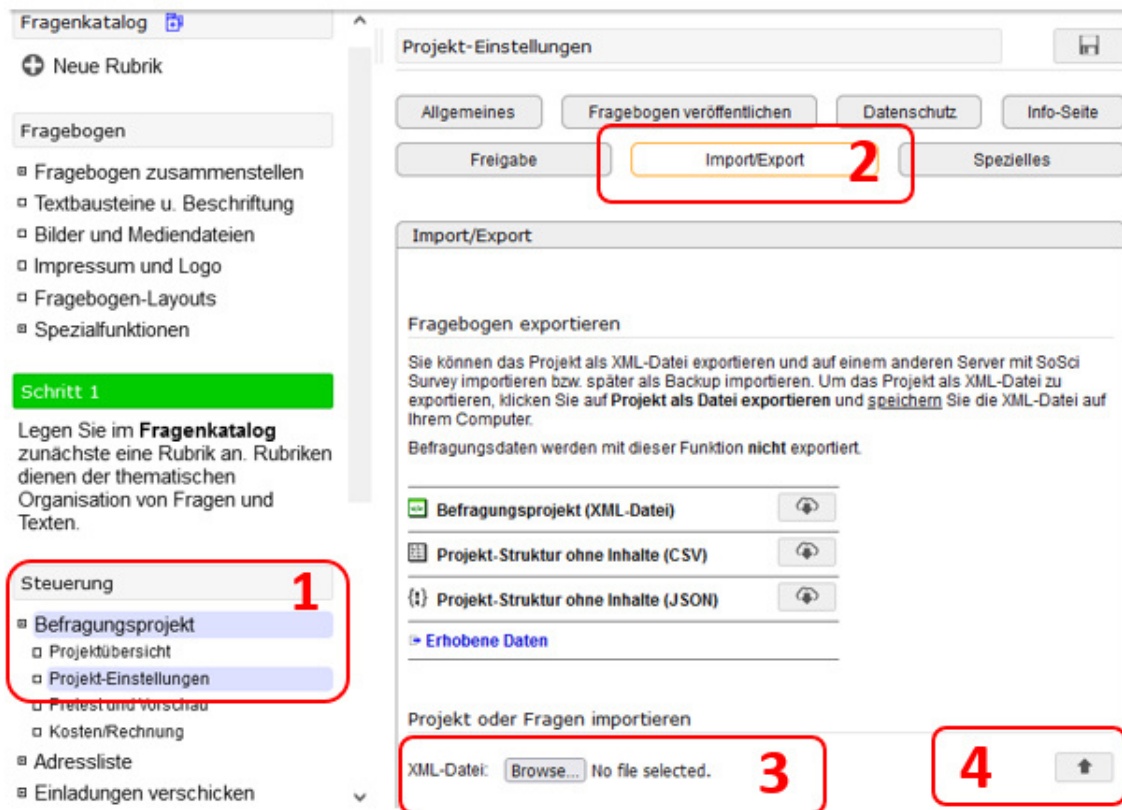 Fragenkatalog
Neue Rubrik
Fragebogen
Fragebogen zusammenstellen
Textbausteine u. Beschriftung
Bilder und Mediendateien
Impressum und Logo
Fragebogen-Layouts
Spezialfunktionen
Schritt 1
Legen Sie im Fragenkatalog
zunächste eine Rubrik an. Rubriken
dienen der thematischen
Organisation von Fragen und
Texten.
Steuerung
1
Befragungsprojekt
Projektübersicht
Projekt-Einstellungen
Pretest und Vorschau
Kosten/Rechnung
Adressliste
Einladungen verschicken
Projekt-Einstellungen
Allgemeines Fragebogen veröffentlichen Datenschutz Info-Seite
Freigabe Import/Export 2 Spezielles
Import/Export
Fragebogen exportieren
Sie können das Projekt als XML-Datei exportieren und auf einem anderen Server mit SoSci
Survey importieren bzw. später als Backup importieren. Um das Projekt als XML-Datei zu
exportieren, klicken Sie auf Projekt als Datei exportieren und speichern Sie die XML-Datei auf
Ihrem Computer.
Befragungsdaten werden mit dieser Funktion nicht exportiert.
Befragungsprojekt (XML-Datei)
Projekt-Struktur ohne Inhalte (CSV)
Projekt-Struktur ohne Inhalte (JSON)
Erhobene Daten
Projekt oder Fragen importieren
XML-Datei: Browse... No file selected. 3 4